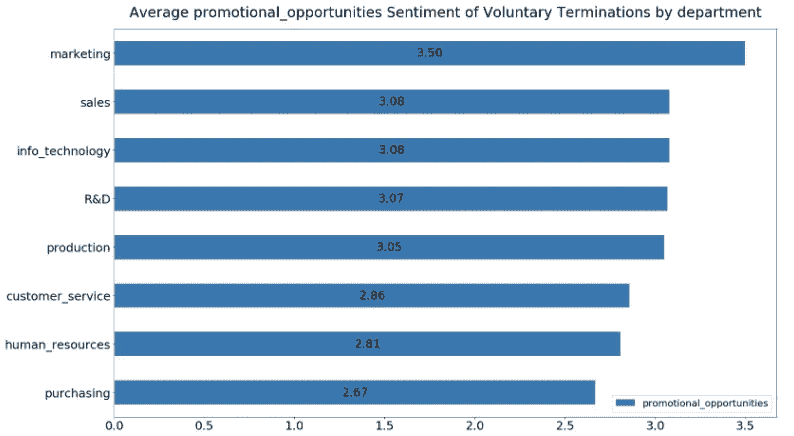 Average promotional_opportunities Sentiment of Voluntary Terminations by department
marketing 3.50
sales 3.08
info_technology 3.08
R&D 3.07
production 3.05
customer_service 2.86
human_resources 2.81
purchasing 2.67
promotional_opportunities
0.0 0.5 1.0 1.5 2.0 2.5 3.0 3.5